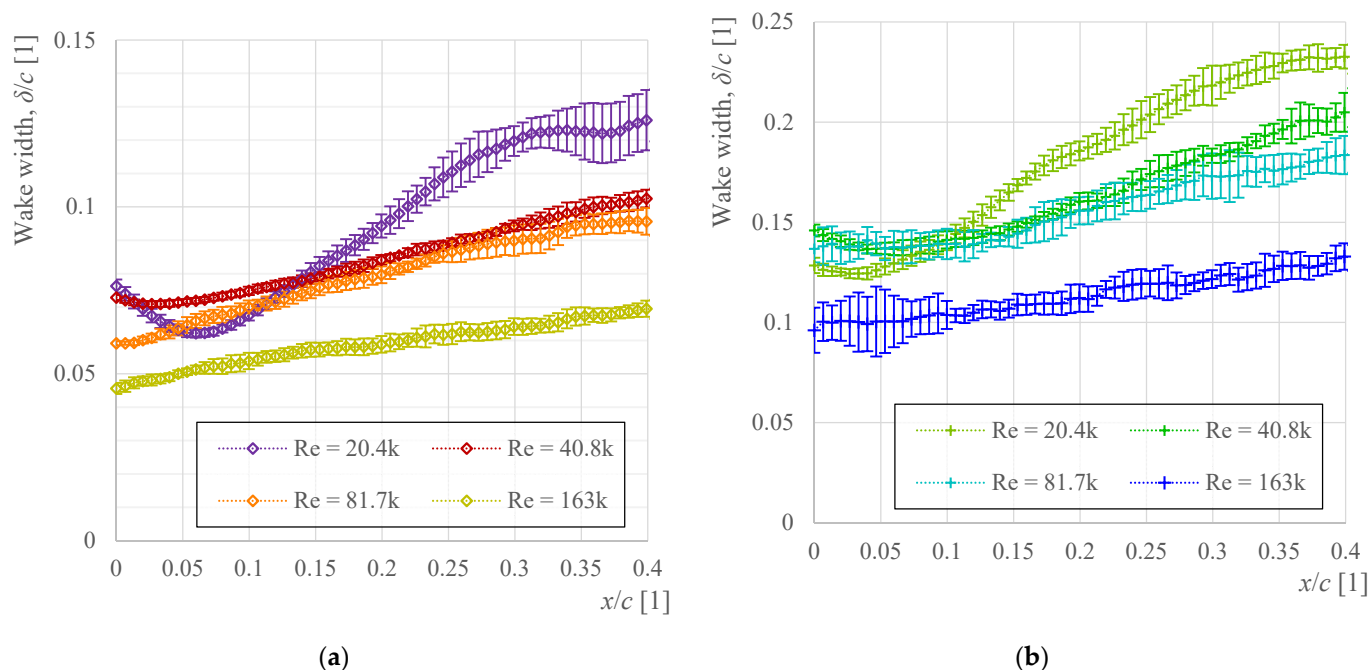 Wake width, δ/c [1]
0.15
0.1
0.05
0
0 0.05 0.1 0.15 0.2 0.25 0.3 0.35 0.4
x/c [1]
Re = 20.4k Re = 40.8k
Re = 81.7k Re = 163k
(a)
Wake width, δ/c [1]
0.25
0.2
0.15
0.1
0.05
0
0 0.05 0.1 0.15 0.2 0.25 0.3 0.35 0.4
x/c [1]
Re = 20.4k Re = 40.8k
Re = 81.7k Re = 163k
(b)